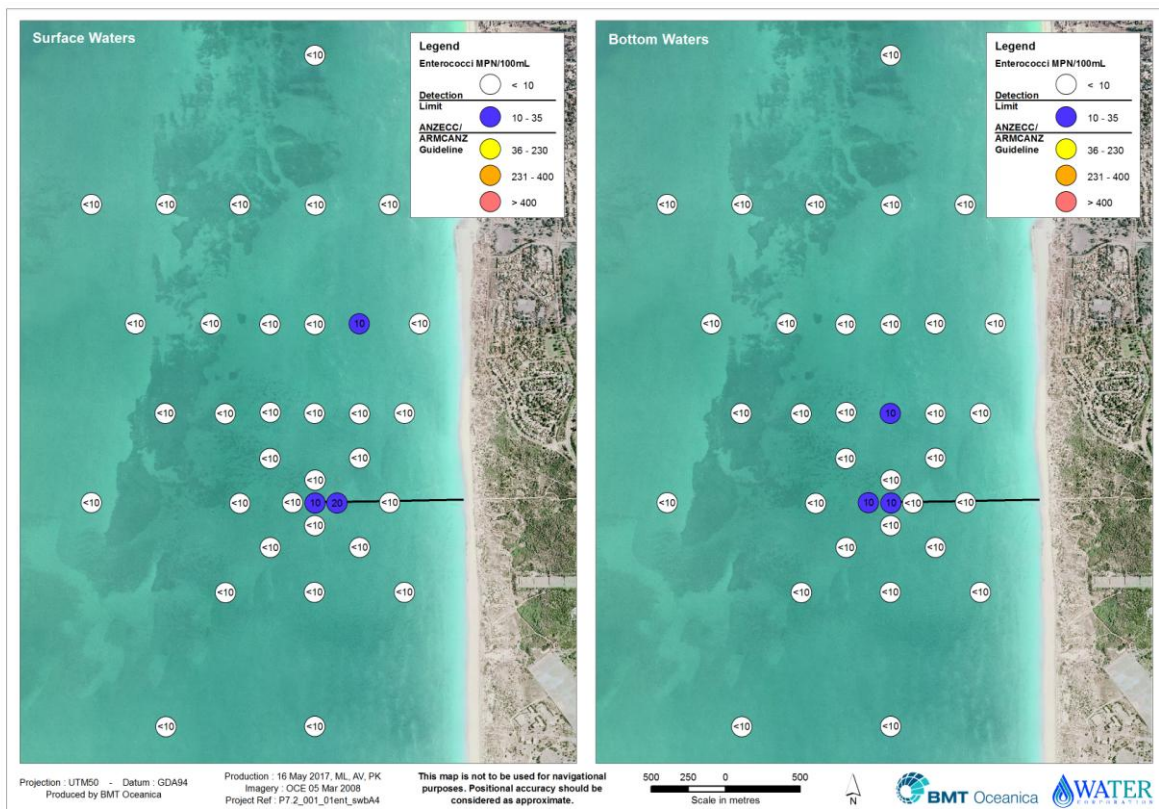 Surface Waters
Legend
Enterococci MPN/100mL
< 10
Detection
Limit
10 - 35
ANZECC/
ARMCANZ
Guideline
36 - 230
231 - 400
> 400
<10
<10 <10 <10 <10 <10
<10 <10 <10 <10 10 <10
<10 <10 <10 <10 <10 <10
<10 <10
<10
<10 <10 <10 10 20 <10
<10
<10 <10
<10 <10 <10
<10 <10
Bottom Waters
Legend
Enterococci MPN/100mL
< 10
Detection
Limit
10 - 35
ANZECC/
ARMCANZ
Guideline
36 - 230
231 - 400
> 400
<10
<10 <10 <10 <10 <10
<10 <10 <10 <10 <10 <10
<10 <10 <10 10 <10 <10
<10 <10
<10
<10 <10 10 10 <10 <10
<10
<10 <10
<10 <10 <10
<10 <10
Projection : UTM50 - Datum : GDA94
Produced by BMT Oceanica
Production : 16 May 2017, ML, AV, PK
Imagery : OCE 05 Mar 2008
Project Ref : P7.2_001_01ent_swbA4
This map is not to be used for navigational
purposes. Positional accuracy should be
considered as approximate.
500 250 0 500
Scale in metres
N
BMT Oceanica
WATER
CORPORATION